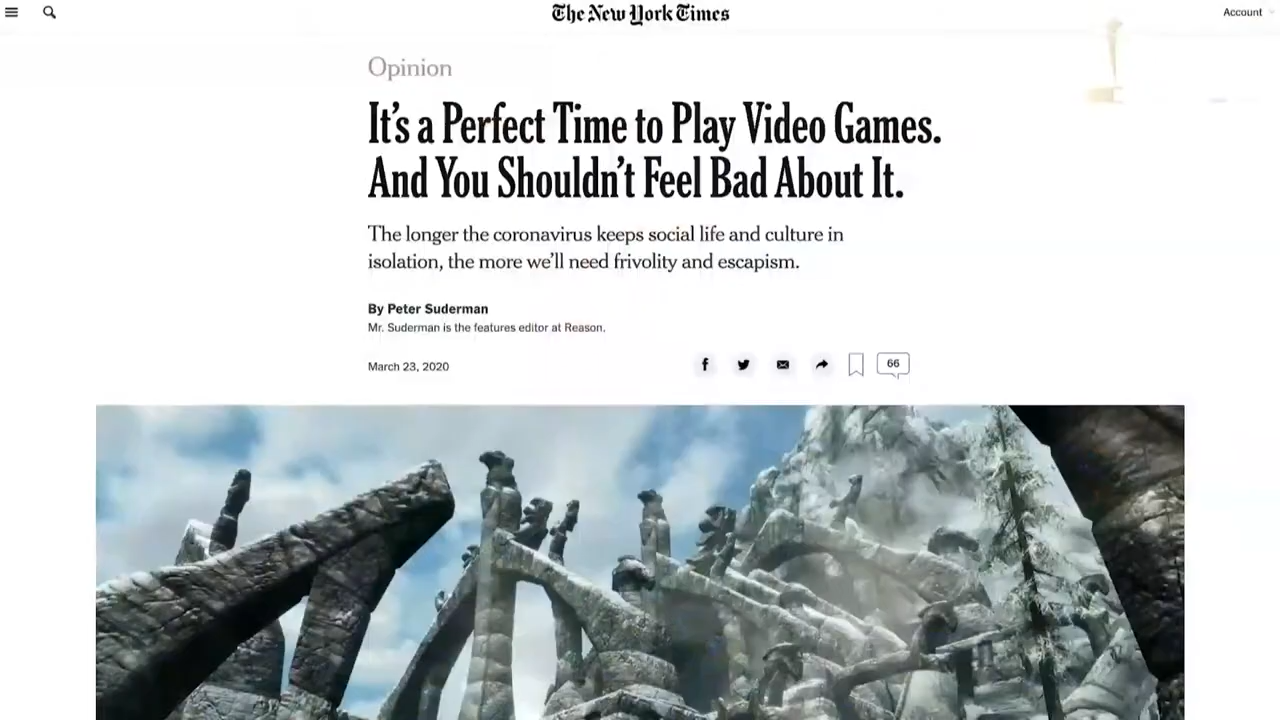 The New York Times
Account
Opinion
It's a Perfect Time to Play Video Games.
And You Shouldn't Feel Bad About It.
The longer the coronavirus keeps social life and culture in
isolation, the more we'll need frivolity and escapism.
By Peter Suderman
Mr. Suderman is the features editor at Reason.
March 23, 2020
66